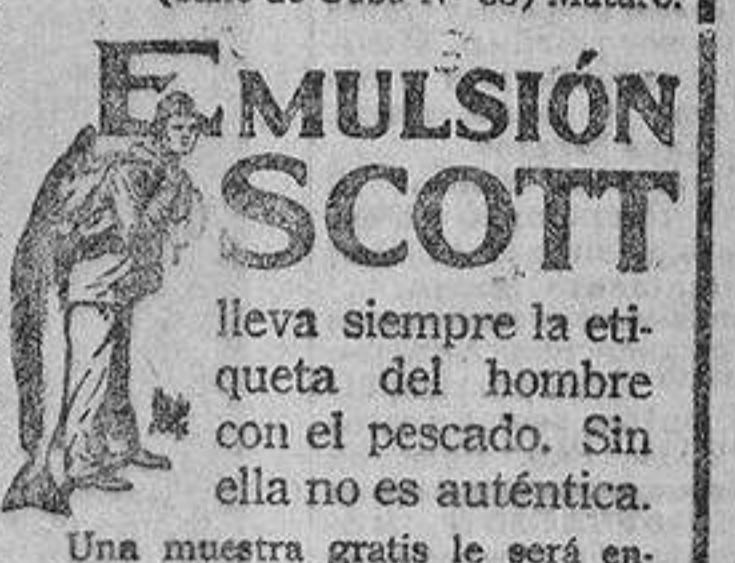 Mataró.
EMULSIÓN
SCOTT
lleva siempre la eti-
queta del hombre
con el pescado. Sin
ella no es auténtica.
Una muestra gratis le será en-